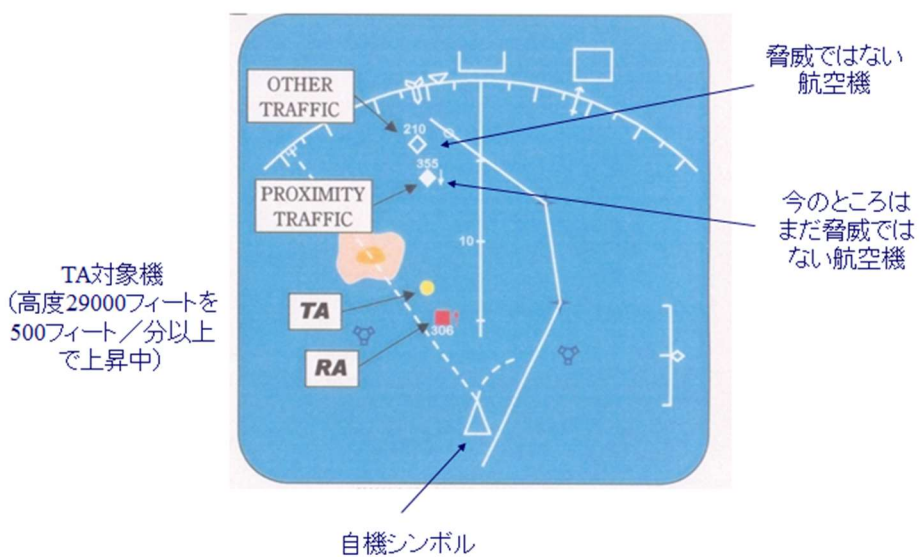 OTHER
TRAFFIC
脅威ではない
航空機
210
355
PROXIMITY
TRAFFIC
今のところは
まだ脅威では
ない航空機
10
TA対象機
(高度29000フィートを
500フィート/分以上
で上昇中)
TA
306
RA
自機シンボル